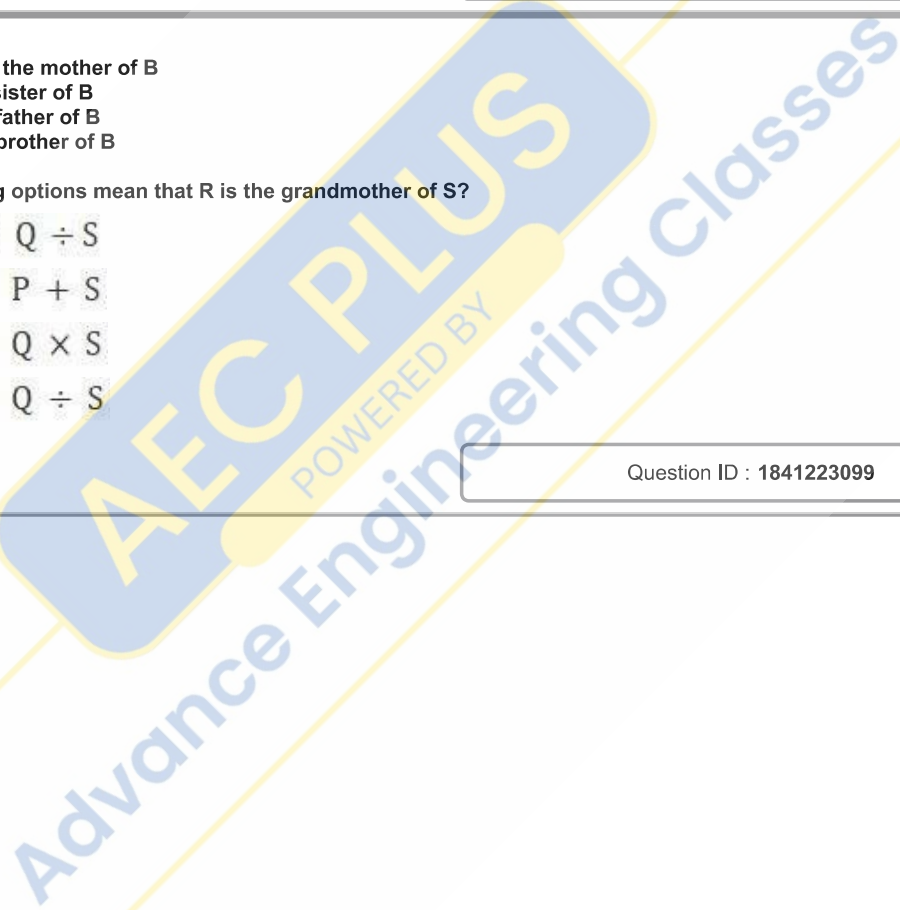 the mother of B
sister of B
father of B
brother of B
options mean that R is the grandmother of S?
Q ÷ S
P + S
Q × S
Q ÷ S
Question ID : 1841223099
AEC PLUS
POWERED BY
Advance Engineering Classes